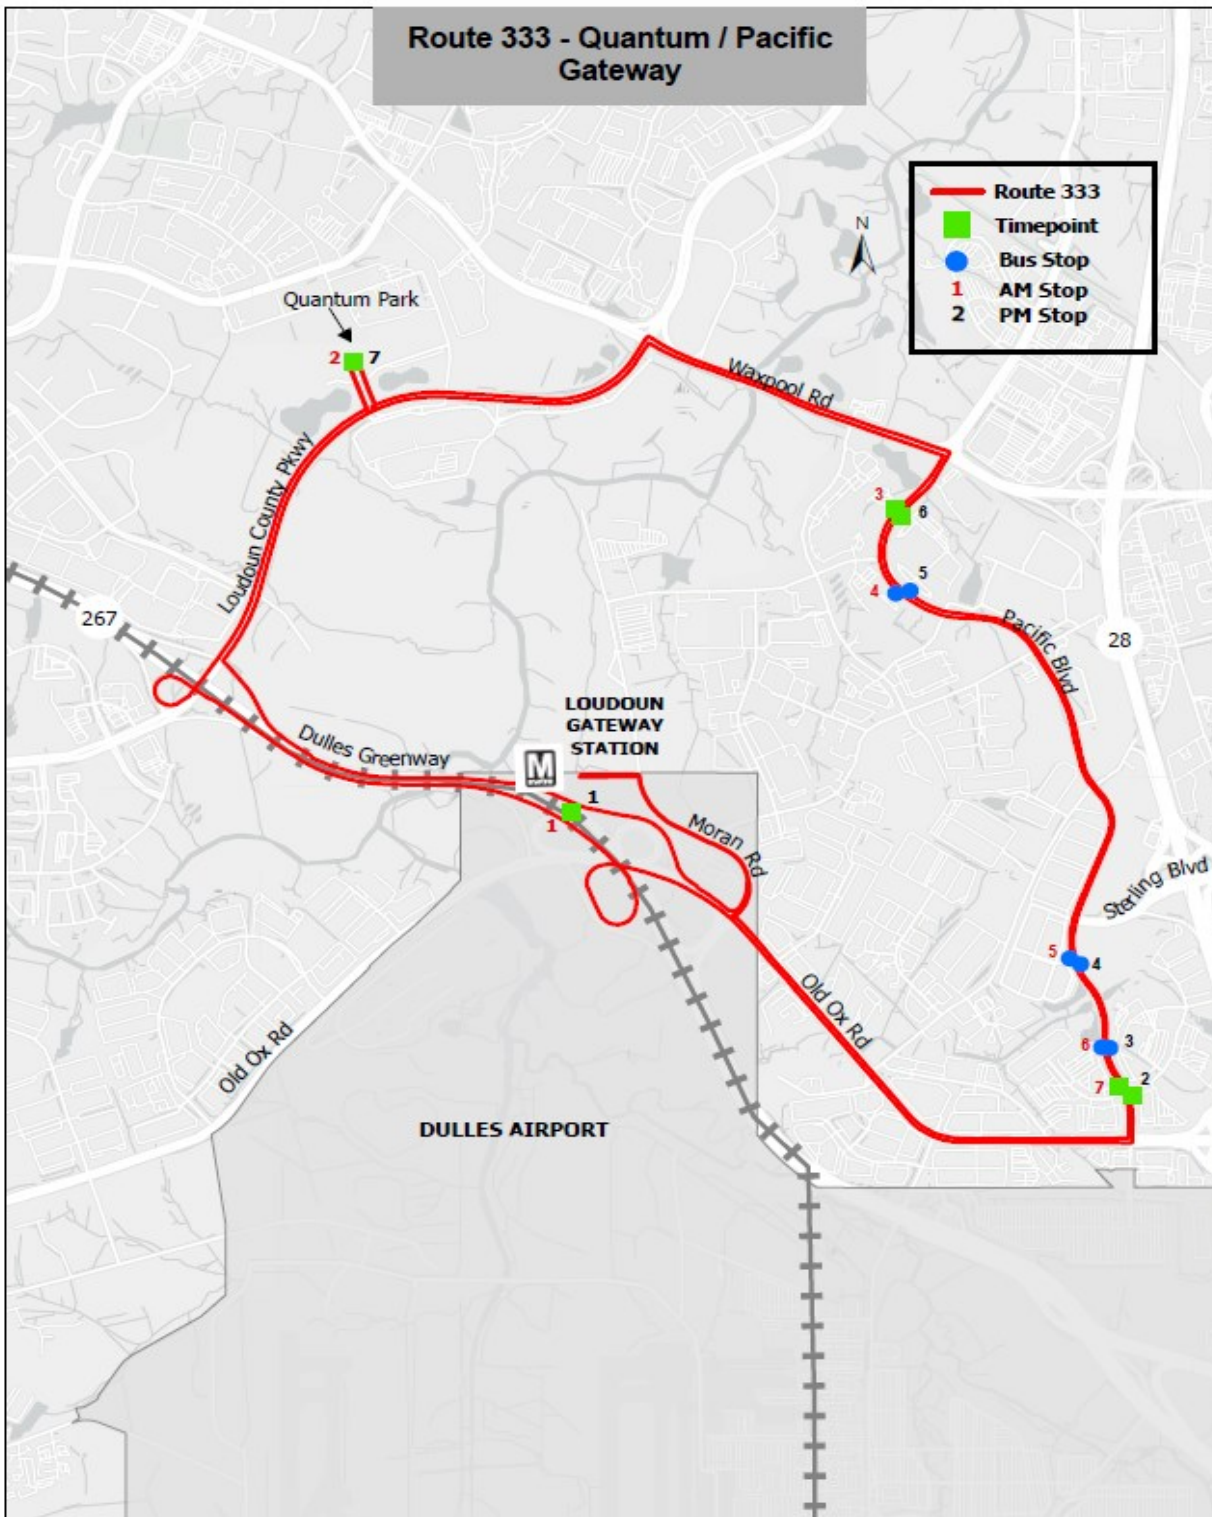 Route 333 - Quantum / Pacific
Gateway
N
Route 333
Timepoint
Bus Stop
1 AM Stop
2 PM Stop
Quantum Park
2 7
Waxpool Rd
Loudoun County Pkwy
3 6
4 5
267
Pacific Blvd
28
LOUDOUN
GATEWAY
STATION
Dulles Greenway
M
1
1
Moran Rd
Sterling Blvd
5 4
Old Ox Rd
Old Ox Rd
6 3
7 2
DULLES AIRPORT